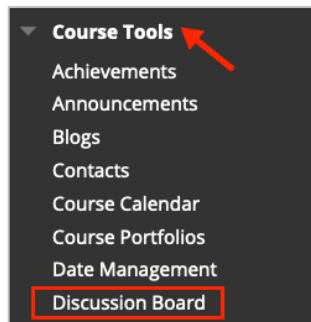 Course Tools
Achievements
Announcements
Blogs
Contacts
Course Calendar
Course Portfolios
Date Management
Discussion Board